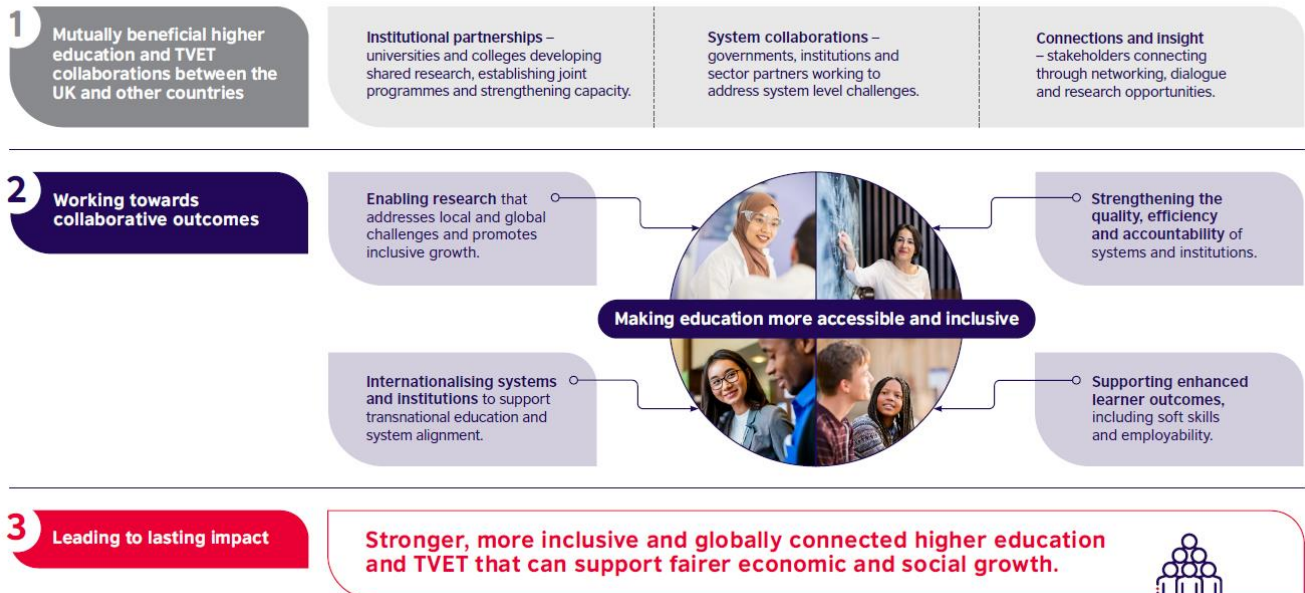 1
Mutually beneficial higher
education and TVET
collaborations between the
UK and other countries
Institutional partnerships –
universities and colleges developing
shared research, establishing joint
programmes and strengthening capacity.
System collaborations –
governments, institutions and
sector partners working to
address system level challenges.
Connections and insight
– stakeholders connecting
through networking, dialogue
and research opportunities.
2
Working towards
collaborative outcomes
Enabling research that
addresses local and global
challenges and promotes
inclusive growth.
Strengthening the
quality, efficiency
and accountability of
systems and institutions.
Making education more accessible and inclusive
Internationalising systems
and institutions to support
transnational education and
system alignment.
Supporting enhanced
learner outcomes,
including soft skills
and employability.
3
Leading to lasting impact
Stronger, more inclusive and globally connected higher education
and TVET that can support fairer economic and social growth.